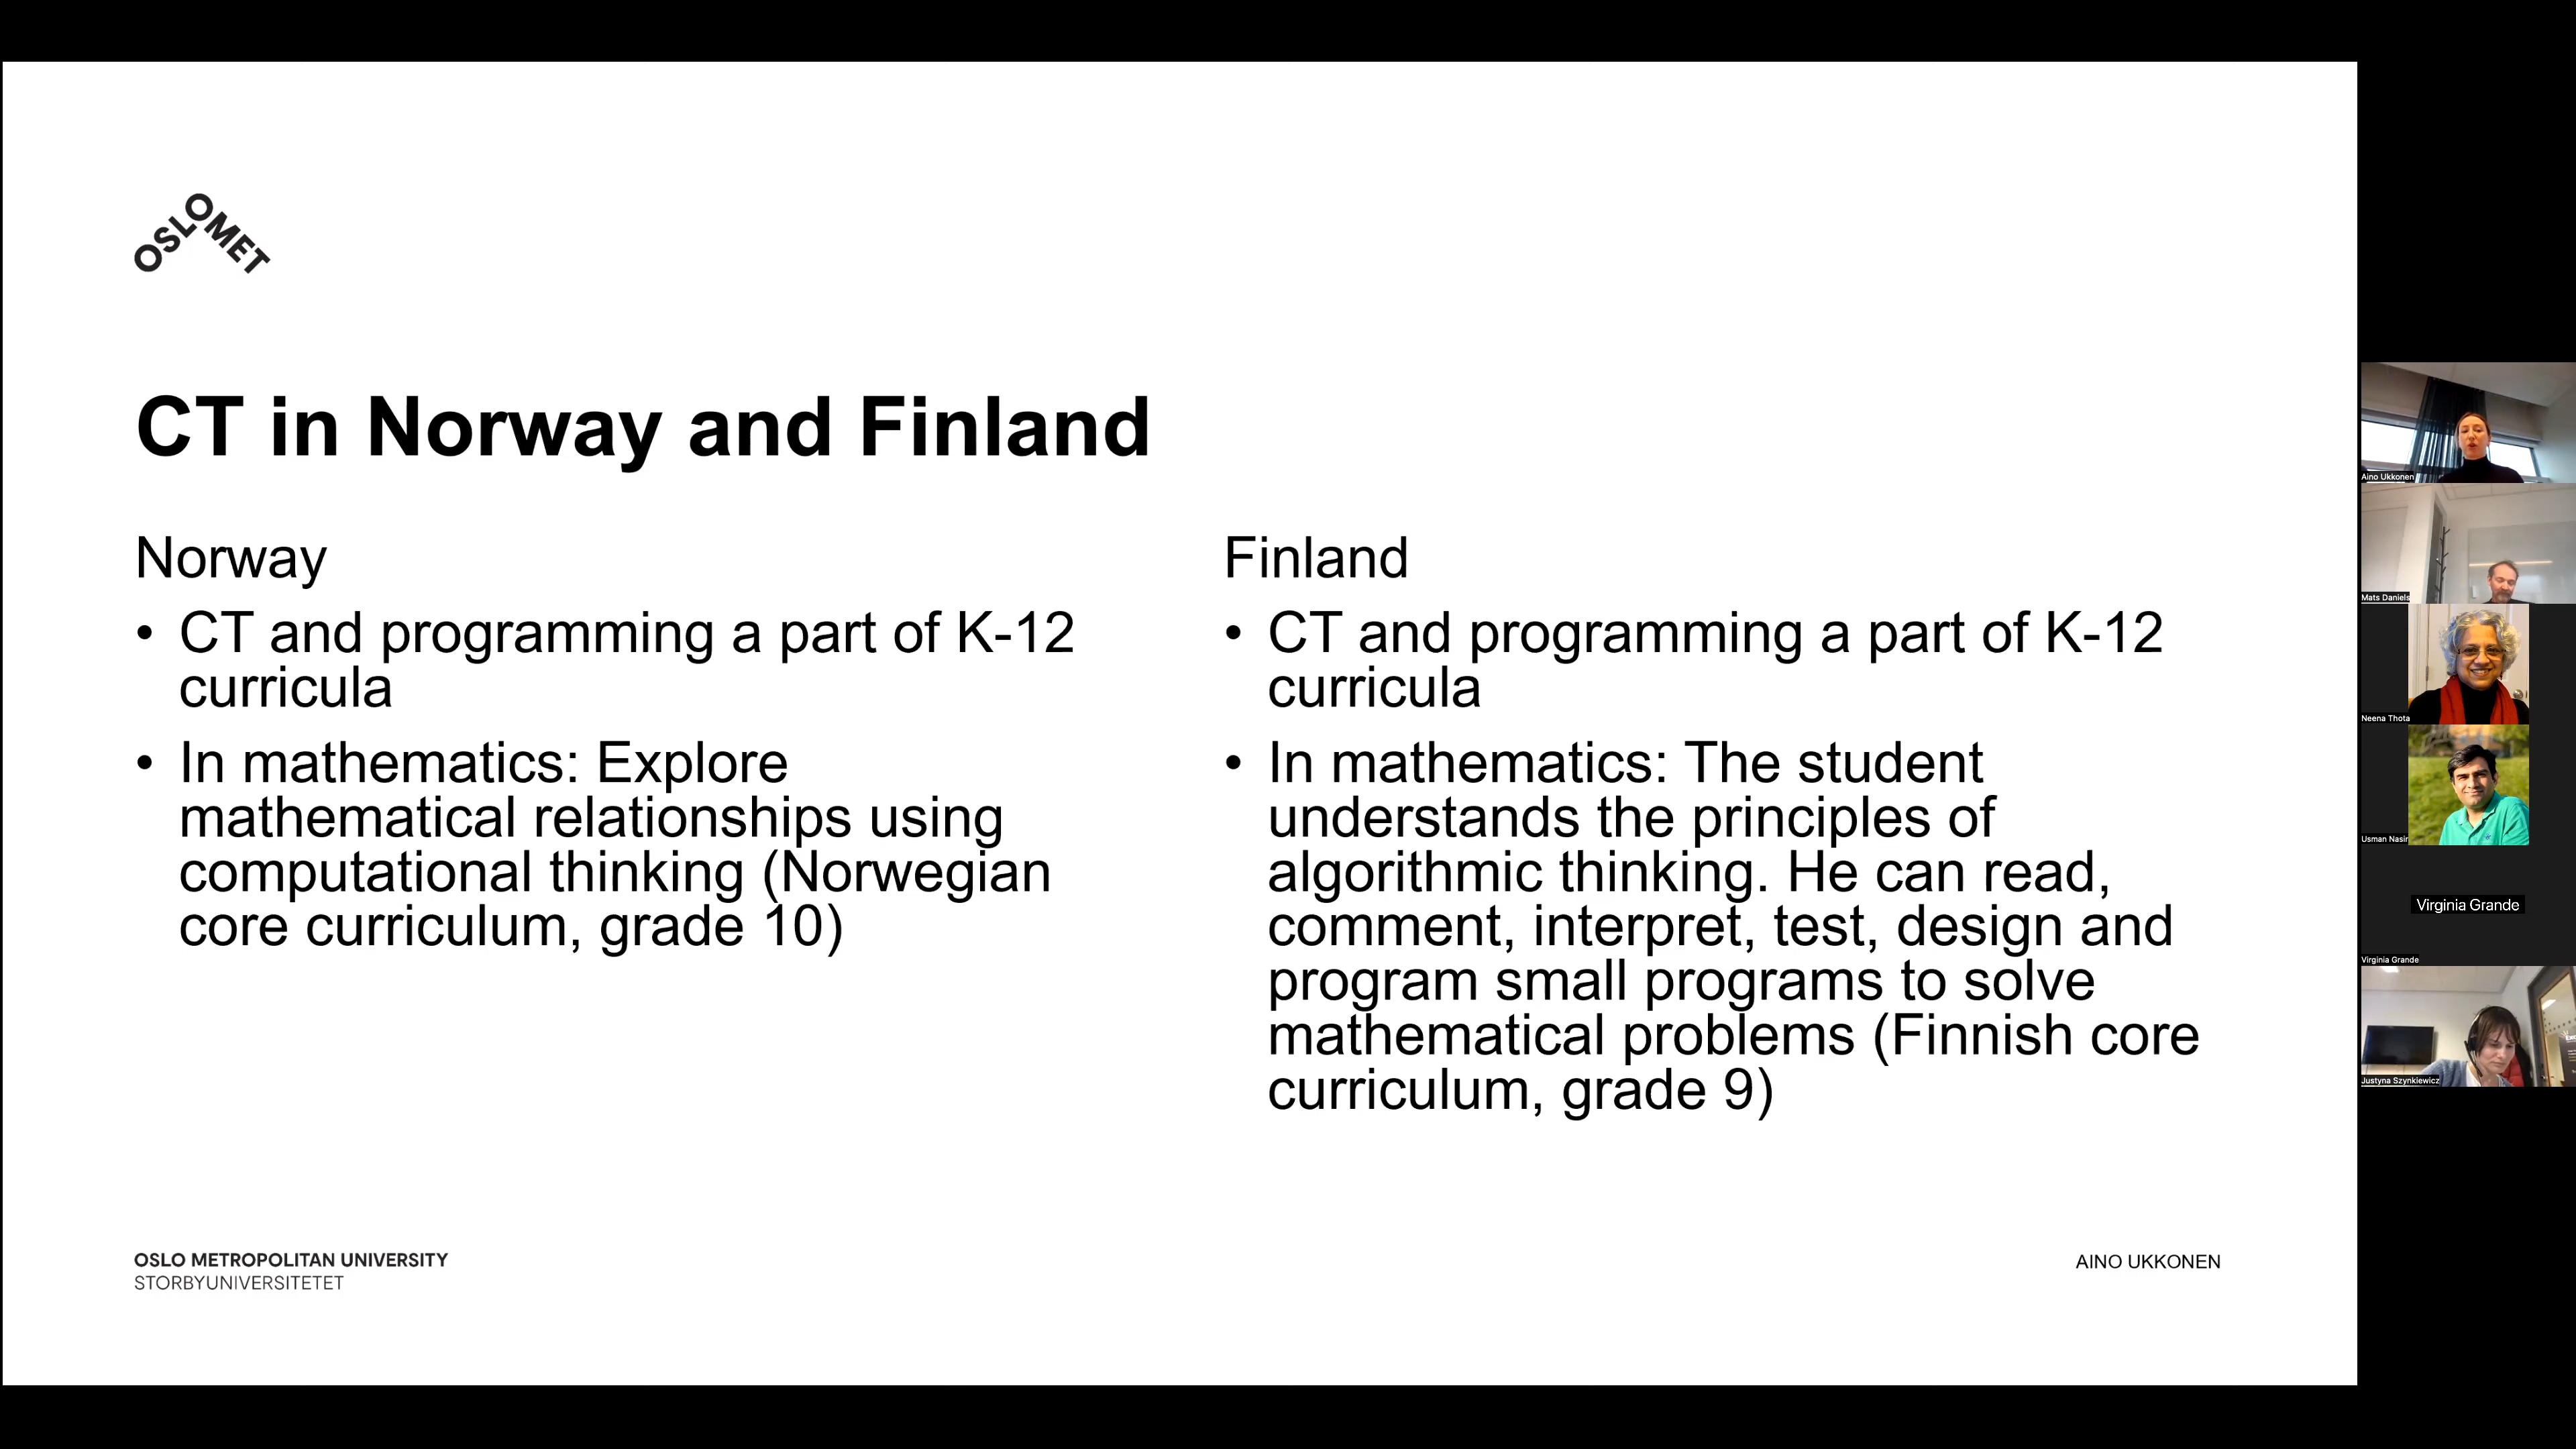 OSLOMET
CT in Norway and Finland
Norway
• CT and programming a part of K-12
curricula
• In mathematics: Explore
mathematical relationships using
computational thinking (Norwegian
core curriculum, grade 10)
Finland
• CT and programming a part of K-12
curricula
• In mathematics: The student
understands the principles of
algorithmic thinking. He can read,
comment, interpret, test, design and
program small programs to solve
mathematical problems (Finnish core
curriculum, grade 9)
OSLO METROPOLITAN UNIVERSITY
STORBYUNIVERSITETET
AINO UKKONEN
Aino Ukkonen
Mats Daniels
Neena Thota
Usman Nasir
Virginia Grande
Virginia Grande
Justyna Szynkiewicz